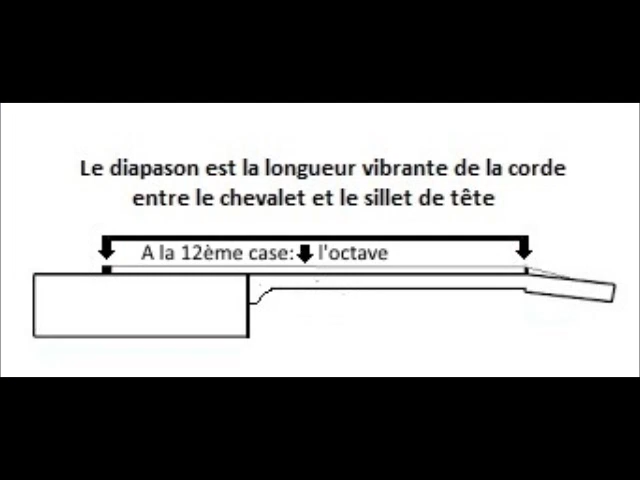 Le diapason est la longueur vibrante de la corde
entre le chevalet et le sillet de tête
A la 12ème case: l'octave